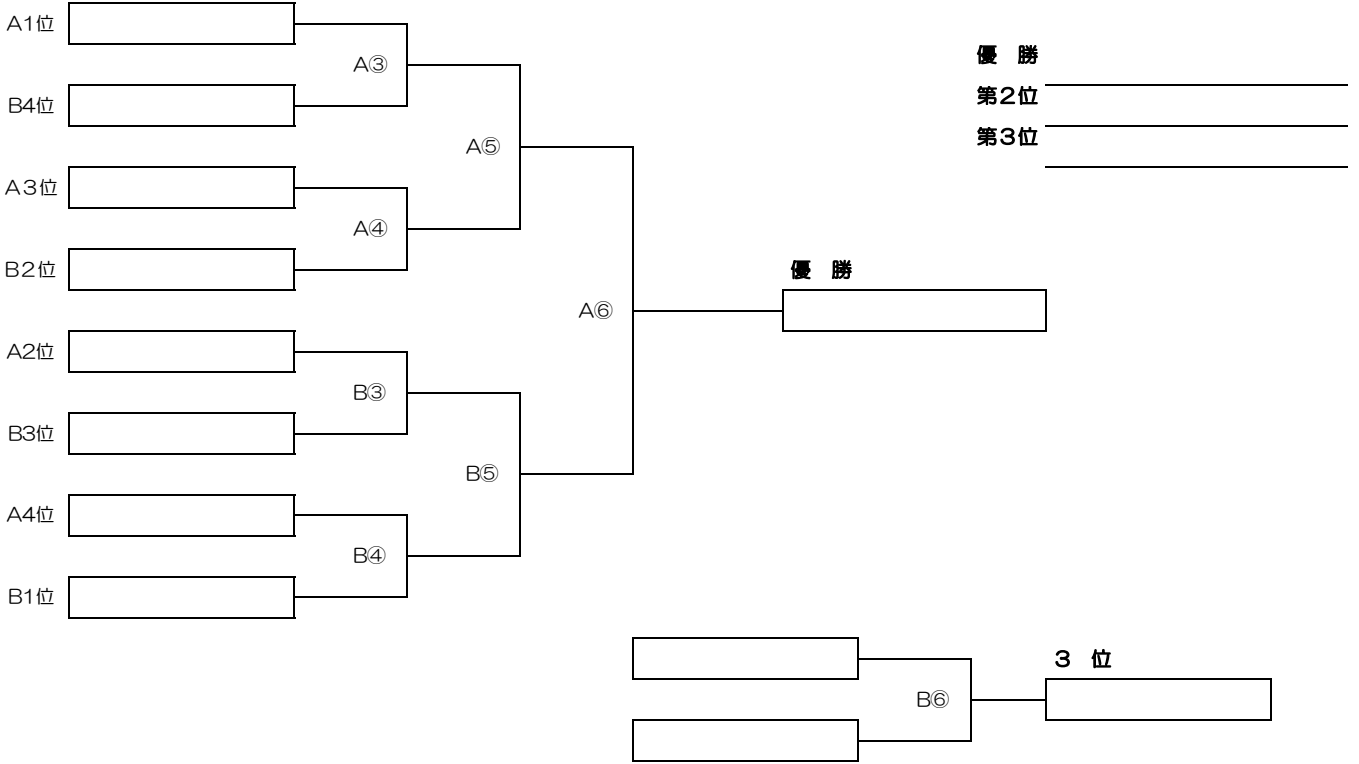 A1位
A③
B4位
A⑤
A３位
A④
B２位
A⑥
A2位
B③
B3位
B⑤
A4位
B④
B1位
優　勝
第２位
第３位
優　勝
３　位
B⑥